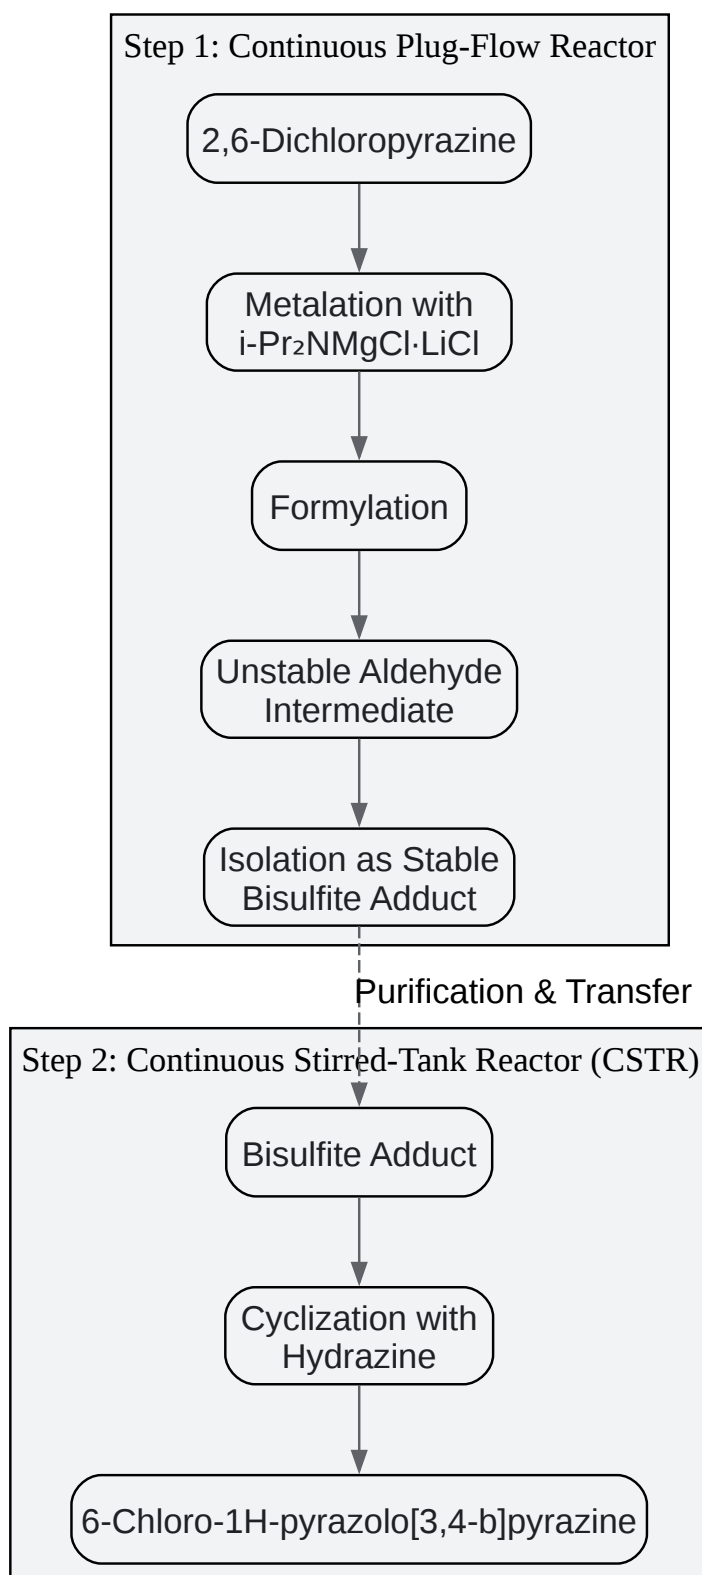 Step 1: Continuous Plug-Flow Reactor
2,6-Dichloropyrazine
Metalation with
i-Pr₂NMgCl·LiCl
Formylation
Unstable Aldehyde
Intermediate
Isolation as Stable
Bisulfite Adduct
Purification & Transfer
Step 2: Continuous Stirred-Tank Reactor (CSTR)
Bisulfite Adduct
Cyclization with
Hydrazine
6-Chloro-1H-pyrazolo[3,4-b]pyrazine